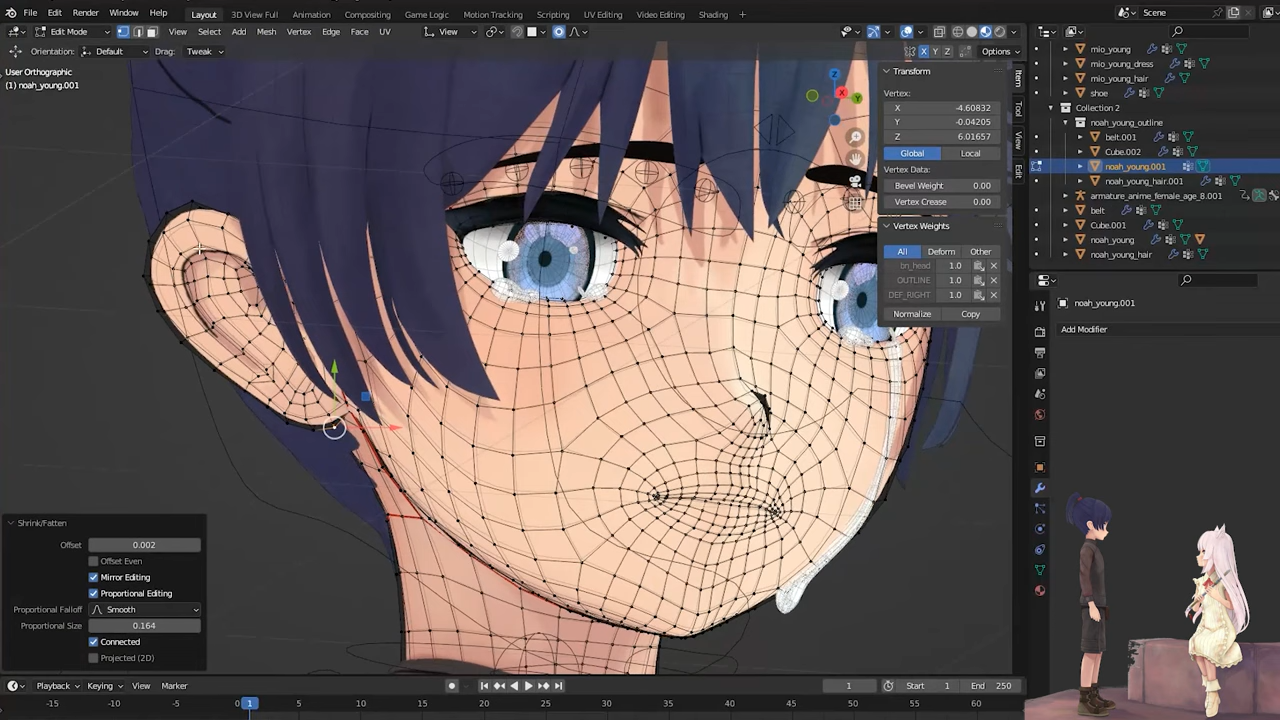 File Edit Render Window Help Layout 3D View Full Animation Compositing Game Logic Motion Tracking Scripting UV Editing Video Editing Shading + Scene
Edit Mode View Select Add Mesh Vertex Edge Face UV View
Orientation: Default Drag: Tweak X Y Z Options
User Orthographic
(1) noah_young.001
Z
X
Y
Transform
Vertex:
X -4.60832
Y -0.04205
Z 6.01657
Global Local
Vertex Data:
Bevel Weight 0.00
Vertex Crease 0.00
Vertex Weights
All Deform Other
bn_head 1.0
OUTLINE 1.0
DEF_RIGHT 1.0
Normalize Copy
Item
Tool
View
Edit
mio_young
mio_young_dress
mio_young_hair
shoe
Collection 2
noah_young_outline
belt.001
Cube.002
noah_young.001
noah_young_hair.001
armature_anime_female_age_8.001
belt
Cube.001
noah_young
noah_young_hair
noah_young.001
Add Modifier
Shrink/Fatten
Offset 0.002
Offset Even
Mirror Editing
Proportional Editing
Proportional Falloff Smooth
Proportional Size 0.164
Connected
Projected (2D)
Playback Keying View Marker 1 Start 1 End 250
-15 -10 -5 0 1 5 10 15 20 25 30 35 40 45 50 55 60